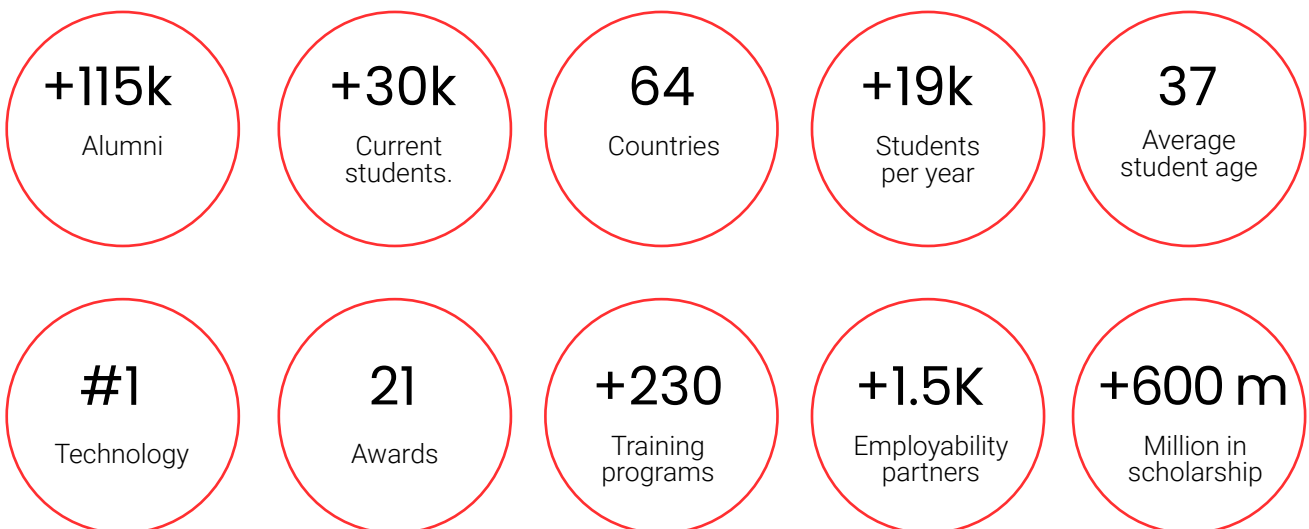 +115k
Alumni
+30k
Current
students.
64
Countries
+19k
Students
per year
37
Average
student age
#1
Technology
21
Awards
+230
Training
programs
+1.5K
Employability
partners
+600 m
Million in
scholarship